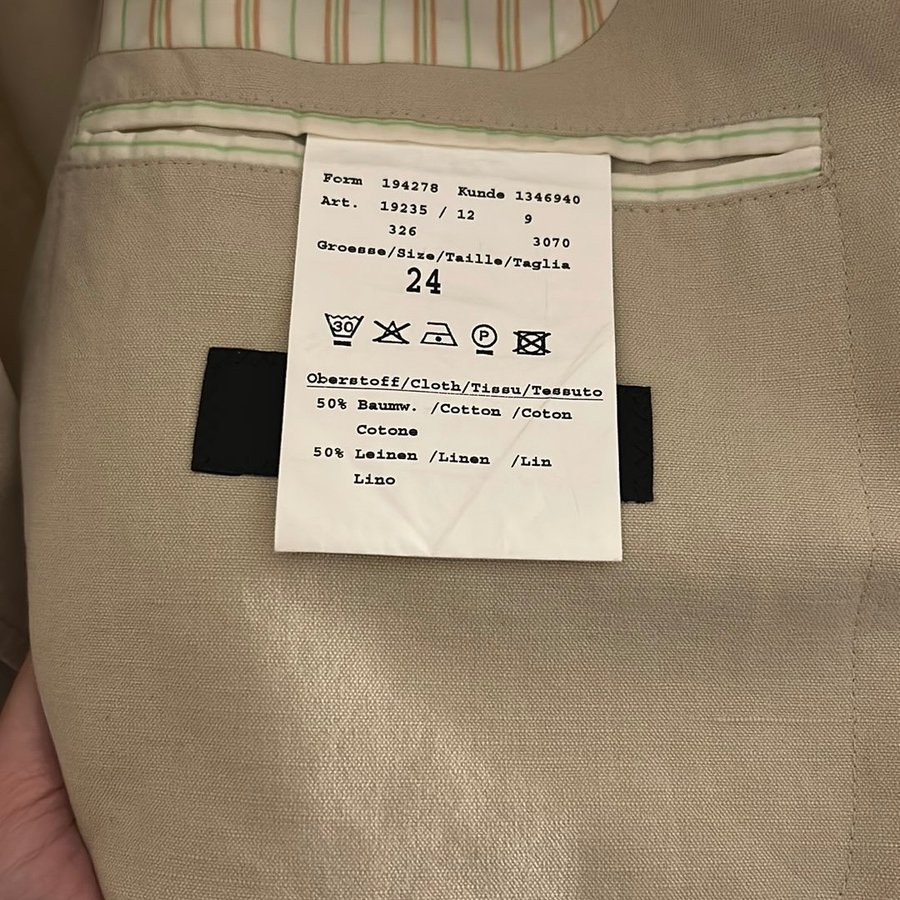 Form 194278 Kunde 1346940
Art. 19235 / 12 9
326 3070
Groesse/Size/Taille/Taglia
24
30 P
Oberstoff/Cloth/Tissu/Tessuto
50% Baumw. /Cotton /Coton
Cotone
50% Leinen /Linen /Lin
Lino